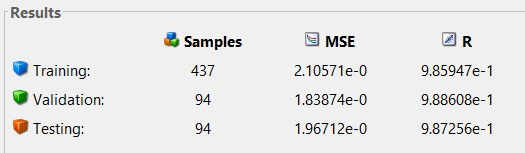 Results
Samples MSE R
Training: 437 2.10571e-0 9.85947e-1
Validation: 94 1.83874e-0 9.88608e-1
Testing: 94 1.96712e-0 9.87256e-1